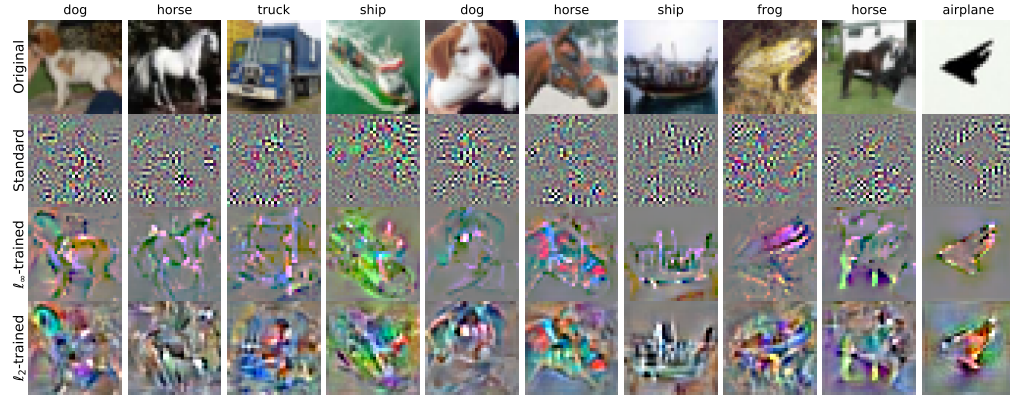 dog horse truck ship dog horse ship frog horse airplane
Original
Standard
ℓ∞-trained
ℓ2-trained